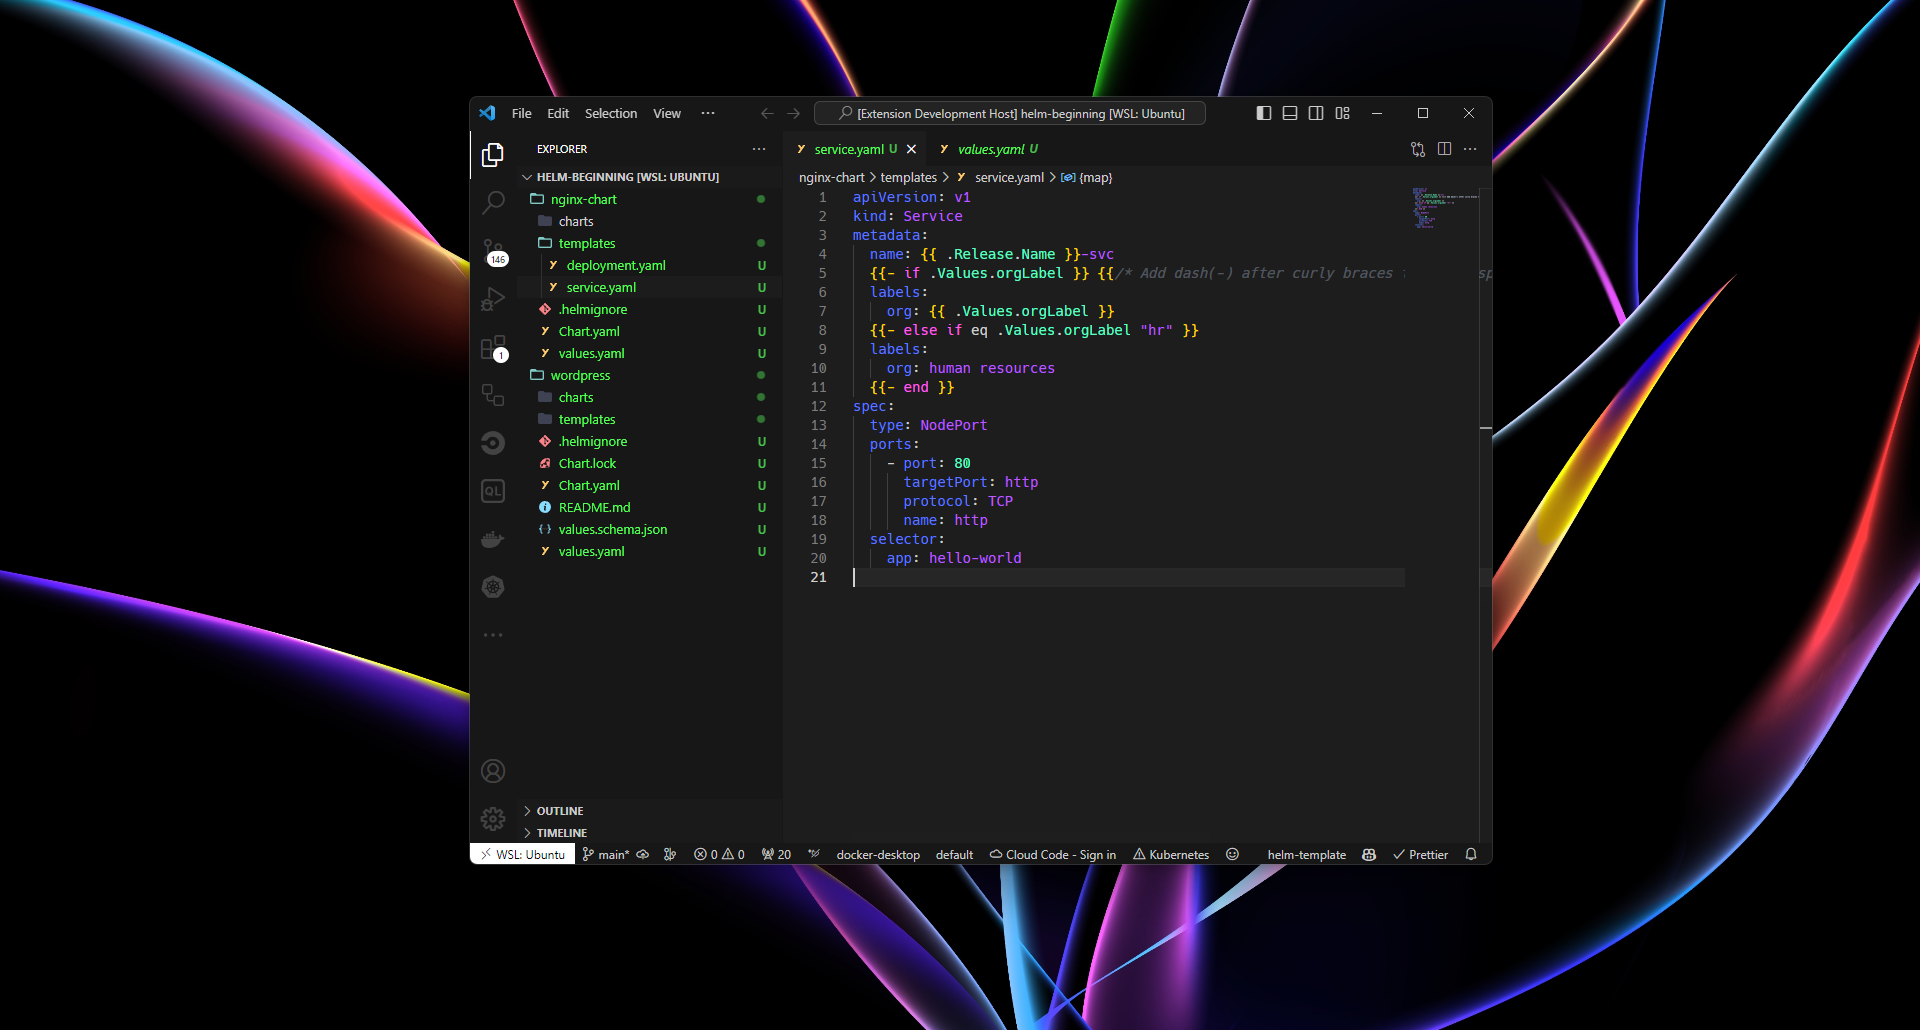 File Edit Selection View
[Extension Development Host] helm-beginning [WSL: Ubuntu]
EXPLORER
HELM-BEGINNING [WSL: UBUNTU]
nginx-chart
charts
templates
deployment.yaml U
service.yaml U
.helmignore U
Chart.yaml U
values.yaml U
wordpress
charts
templates
.helmignore U
Chart.lock U
Chart.yaml U
README.md U
values.schema.json U
values.yaml U
146
1
QL
OUTLINE
TIMELINE
service.yaml U values.yaml U
nginx-chart > templates > service.yaml > {map}
1 apiVersion: v1
2 kind: Service
3 metadata:
4 name: {{ .Release.Name }}-svc
5 {{- if .Values.orgLabel }} {{/* Add dash(-) after curly braces
6 labels:
7 org: {{ .Values.orgLabel }}
8 {{- else if eq .Values.orgLabel "hr" }}
9 labels:
10 org: human resources
11 {{- end }}
12 spec:
13 type: NodePort
14 ports:
15 - port: 80
16 targetPort: http
17 protocol: TCP
18 name: http
19 selector:
20 app: hello-world
21
WSL: Ubuntu main* 0 0 20 docker-desktop default Cloud Code - Sign in Kubernetes helm-template Prettier